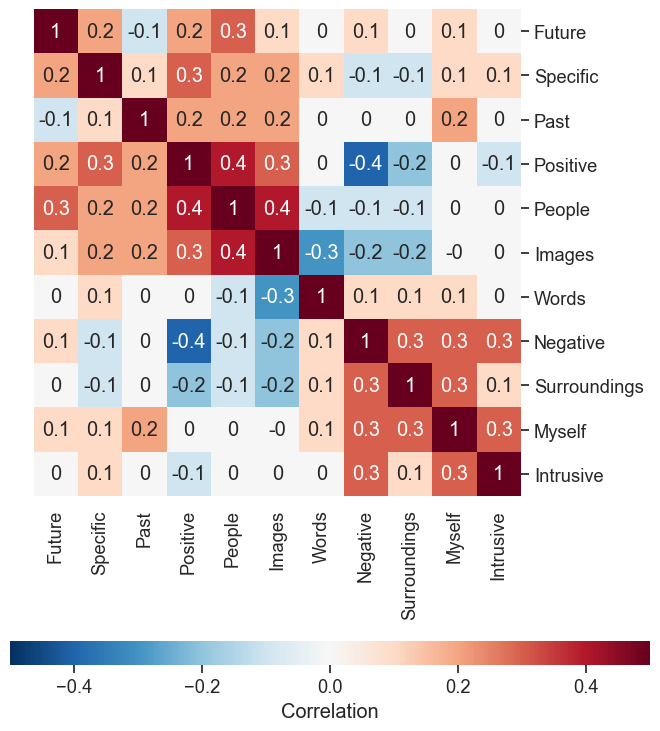 1 0.2 -0.1 0.2 0.3 0.1 0 0.1 0 0.1 0 Future
0.2 1 0.1 0.3 0.2 0.2 0.1 -0.1 -0.1 0.1 0.1 Specific
-0.1 0.1 1 0.2 0.2 0.2 0 0 0 0.2 0 Past
0.2 0.3 0.2 1 0.4 0.3 0 -0.4 -0.2 0 -0.1 Positive
0.3 0.2 0.2 0.4 1 0.4 -0.1 -0.1 -0.1 0 0 People
0.1 0.2 0.2 0.3 0.4 1 -0.3 -0.2 -0.2 -0 0 Images
0 0.1 0 0 -0.1 -0.3 1 0.1 0.1 0.1 0 Words
0.1 -0.1 0 -0.4 -0.1 -0.2 0.1 1 0.3 0.3 0.3 Negative
0 -0.1 0 -0.2 -0.1 -0.2 0.1 0.3 1 0.3 0.1 Surroundings
0.1 0.1 0.2 0 0 -0 0.1 0.3 0.3 1 0.3 Myself
0 0.1 0 -0.1 0 0 0 0.3 0.1 0.3 1 Intrusive
Future
Specific
Past
Positive
People
Images
Words
Negative
Surroundings
Myself
Intrusive
−0.4 −0.2 0.0 0.2 0.4
Correlation